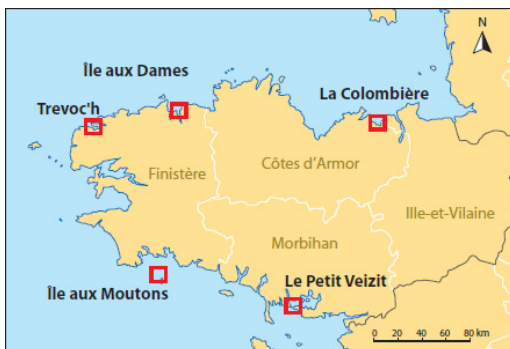 N
Île aux Dames
La Colombière
Trevoc'h
Côtes d'Armor
Finistère
Ille-et-Vilaine
Morbihan
Le Petit Veizit
Île aux Moutons
0 20 40 60 80 km